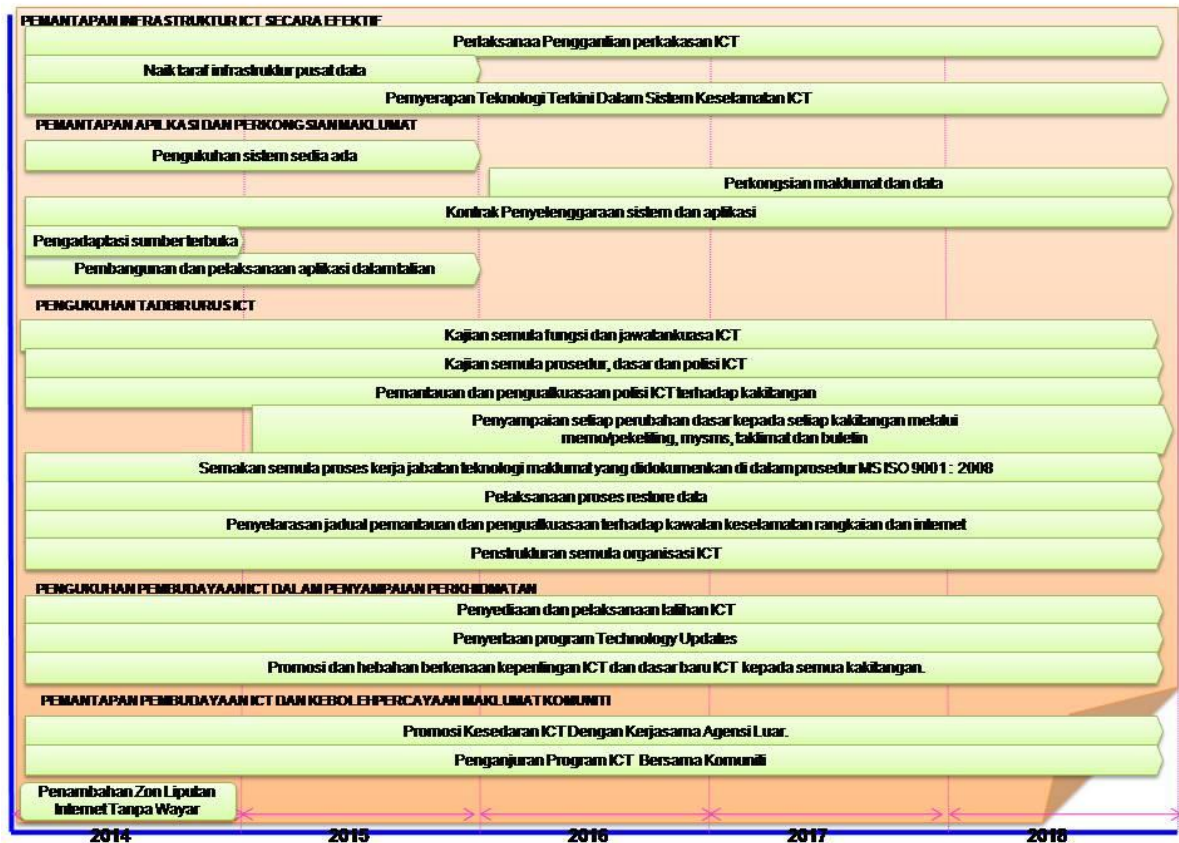 PEMANTAPAN INFRASTRUKTUR ICT SECARA EFEKTIF
Perlaksanaa Penggantian perkakasan ICT
Naik taraf infrastruktur pusat data
Pernyerapan Teknologi Terkini Dalam Sistem Keselamatan ICT
PEMANTAPAN APILKASI DAN PERKONGSIAN MAKLUMAT
Pengukuhan sistem sedia ada
Perkongsian maklumat dan data
Kontrak Penyelenggaraan sistem dan aplikasi
Pengadaptasi sumber terbuka
Pembangunan dan pelaksanaan aplikasi dalam talian
PENGUKUHAN TADBIR URUS ICT
Kajian semula fungsi dan jawatankuasa ICT
Kajian semula prosedur, dasar dan polisi ICT
Pemantauan dan pengualkuasaan polisi ICT terhadap kakitangan
Penyampaian setiap perubahan dasar kepada setiap kakitangan melalui
memo/pekeliling, mysms, taklimat dan buletin
Semakan semula proses kerja jabatan teknologi maklumat yang didokumenkan di dalam prosedur MS ISO 9001 : 2008
Pelaksanaan proses restore data
Penyelarasan jadual pemantauan dan pengualkuasaan terhadap kawalan keselamatan rangkaian dan internet
Penstrukturan semula organisasi ICT
PENGUKUHAN PEMBUDAYAAN ICT DALAM PENYAMPAIAN PERKHIDMATAN
Penyediaan dan pelaksanaan latihan ICT
Penyertaan program Technology Updates
Promosi dan hebahan berkenaan kepentingan ICT dan dasar baru ICT kepada semua kakitangan.
PEMANTAPAN PEMBUDAYAAN ICT DAN KEBOLEHPERCAYAAN MAKLUMAT KOMUNITI
Promosi Kesedaran ICT Dengan Kerjasama Agensi Luar.
Penganjuran Program ICT Bersama Komuniti
Penambahan Zon Liputan
Internet Tanpa Wayar
2014 2015 2016 2017 2018